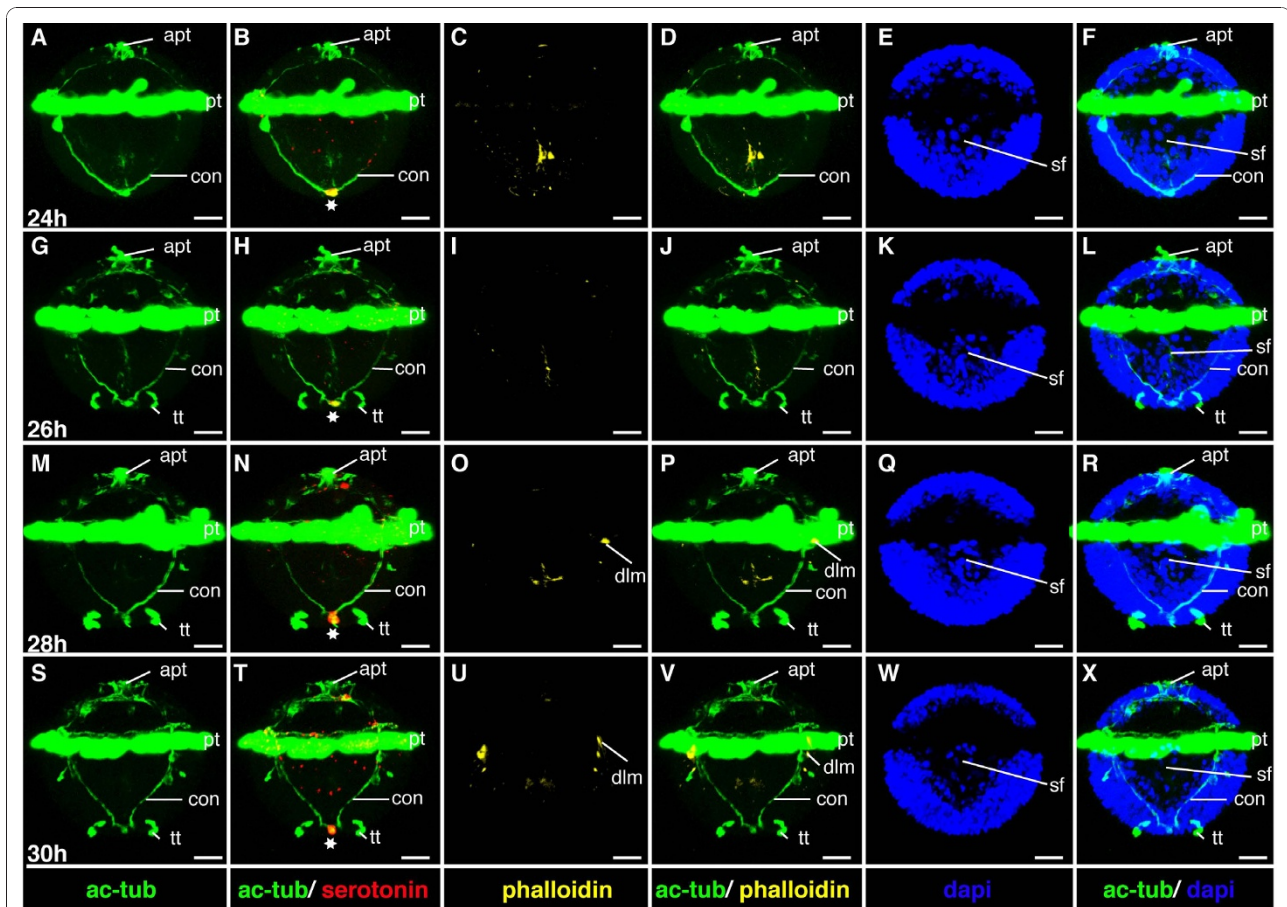 A apt pt con 24h
B apt pt con
C
D apt pt con
E sf
F apt pt sf con
G apt pt con tt 26h
H apt pt con tt
I
J apt pt con tt
K sf
L apt pt sf con tt
M apt pt con tt 28h
N apt pt con tt
O dlm
P apt pt dlm con tt
Q sf
R apt pt sf con tt
S apt pt con tt 30h
T apt pt con tt
U dlm
V apt pt dlm con tt
W sf
X apt pt sf con tt
ac-tub
ac-tub/ serotonin
phalloidin
ac-tub/ phalloidin
dapi
ac-tub/ dapi